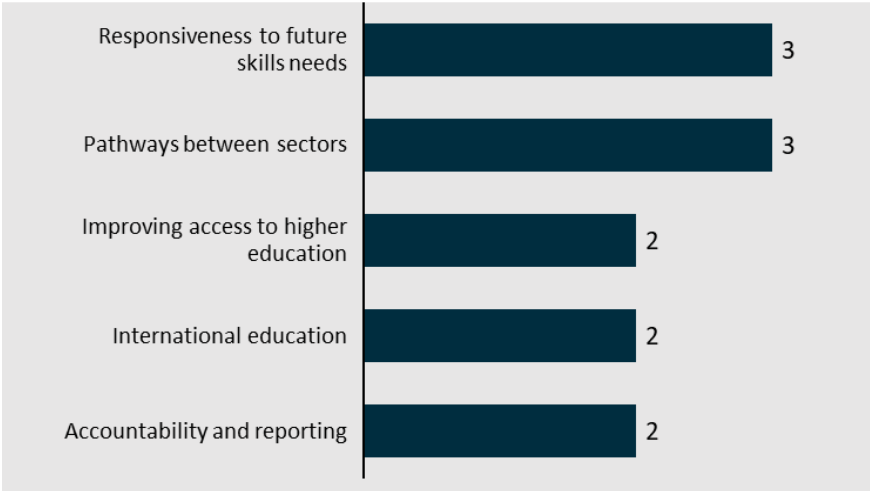 Responsiveness to future
skills needs
3
Pathways between sectors
3
Improving access to higher
education
2
International education
2
Accountability and reporting
2